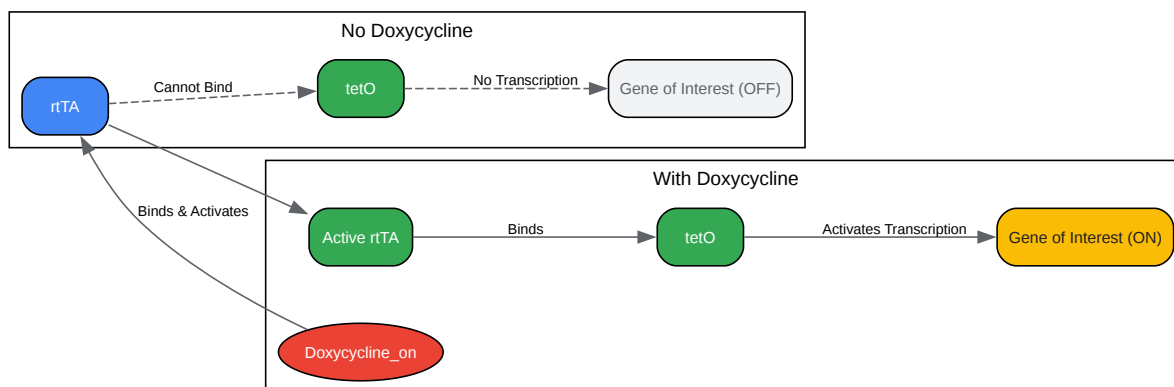 No Doxycycline
rtTA
Cannot Bind
tetO
No Transcription
Gene of Interest (OFF)
Binds & Activates
With Doxycycline
Active rtTA
Binds
tetO
Activates Transcription
Gene of Interest (ON)
Doxycycline_on